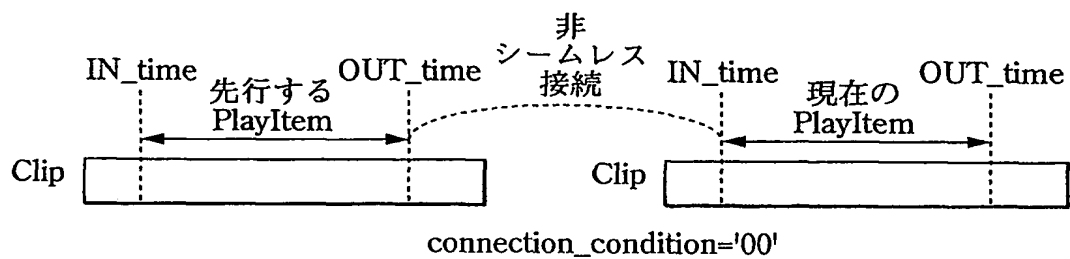 非
シームレス
接続
IN_time
OUT_time
IN_time
OUT_time
先行する
PlayItem
現在の
PlayItem
Clip
Clip
connection_condition='00'